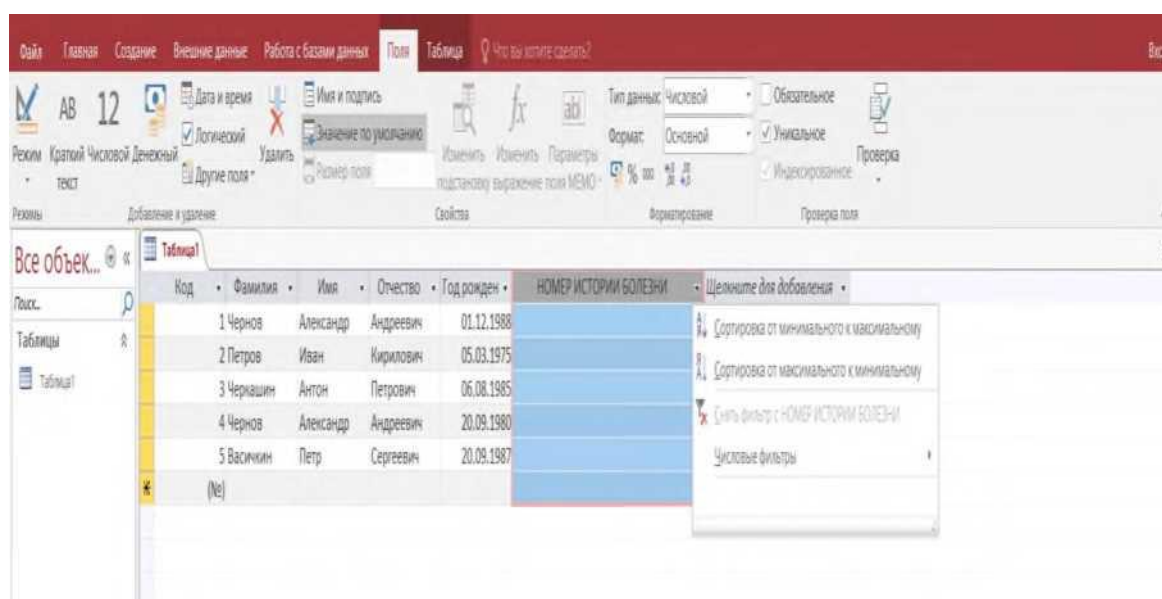 Файл Главная Создание Внешние данные Работа с базами данных Поля Таблица Что вы хотите сделать?
Режим
АВ Краткий текст
12 Числовой
Денежный
Дата и время
Логический
Другие поля
Удалить
Имя и подпись
Значение по умолчанию
Размер поля
Изменить подстановку
fx Изменить выражение
abl Параметры поля МЕМО
Тип данных: Числовой
Формат: Основной
% 000
Обязательное
Уникальное
Индексированное
Проверка
Режимы Добавление и удаление Свойства Форматирование Проверка поля
Все объек... «
Поиск...
Таблицы
Таблица1
Таблица1
Код Фамилия Имя Отчество Год рожден НОМЕР ИСТОРИИ БОЛЕЗНИ Щелкните для добавления
1 Чернов Александр Андреевич 01.12.1988
2 Петров Иван Кирилович 05.03.1975
3 Черкашин Антон Петрович 06.08.1985
4 Чернов Александр Андреевич 20.09.1980
5 Васичкин Петр Сергеевич 20.09.1987
(№)
Сортировка от минимального к максимальному
Сортировка от максимального к минимальному
Снять фильтр с НОМЕР ИСТОРИИ БОЛЕЗНИ
Числовые фильтры